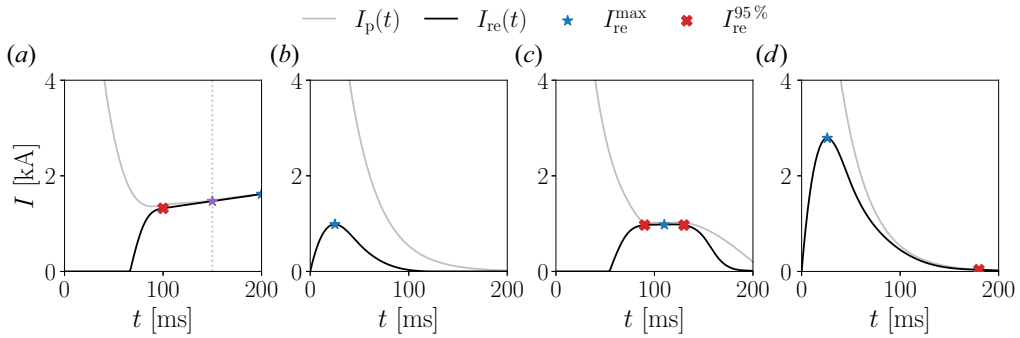 I_p(t) I_re(t) I_re^max I_re^95 %
(a) (b) (c) (d)
4 4 4 4
2 2 2 2
0 0 0 0
I [kA]
0 100 200 0 100 200 0 100 200 0 100 200
t [ms] t [ms] t [ms] t [ms]